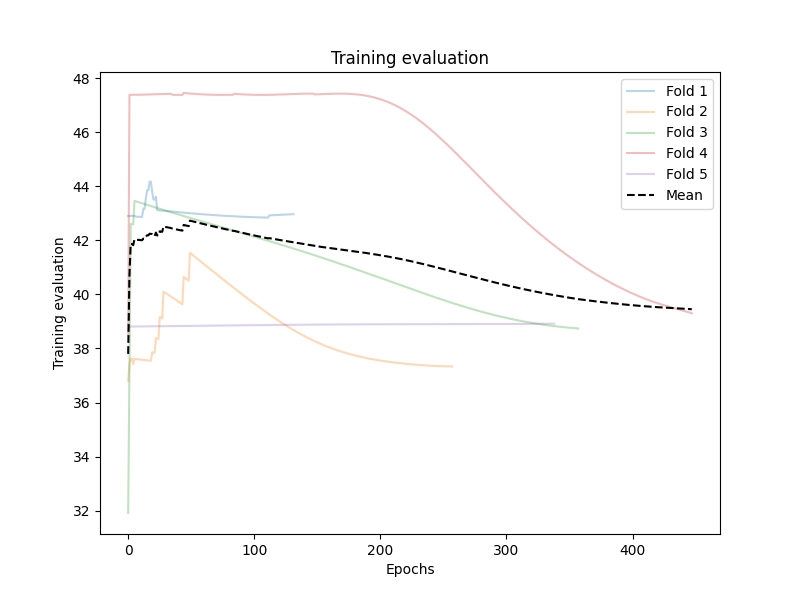 Training evaluation
Training evaluation
48
46
44
42
40
38
36
34
32
Fold 1
Fold 2
Fold 3
Fold 4
Fold 5
Mean
0
100
200
300
400
Epochs